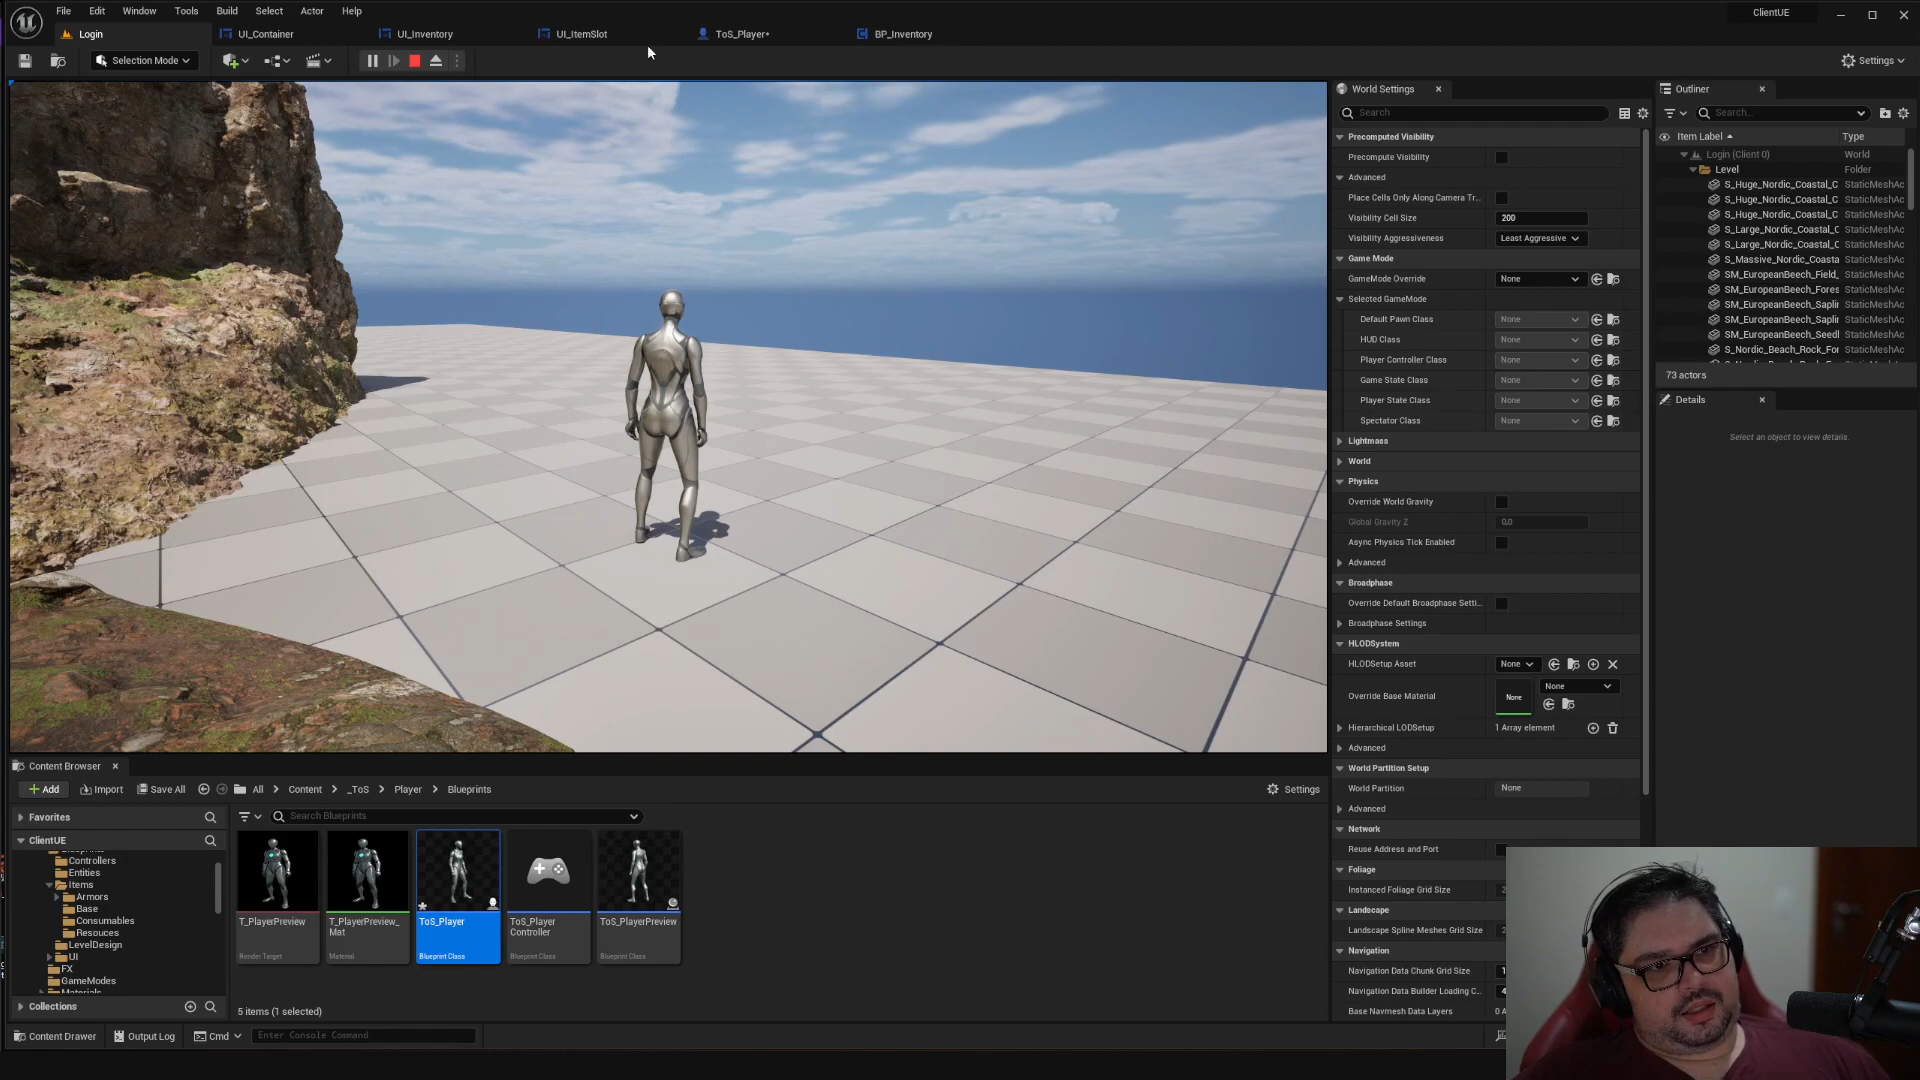 File Edit Window Tools Build Select Actor Help
ClientUE
Login UI_Container UI_Inventory UI_ItemSlot ToS_Player• BP_Inventory
Selection Mode
Settings
World Settings
Search
Precomputed Visibility
Precompute Visibility
Advanced
Place Cells Only Along Camera Tr...
Visibility Cell Size 200
Visibility Aggressiveness Least Aggressive
Game Mode
GameMode Override None
Selected GameMode
Default Pawn Class None
HUD Class None
Player Controller Class None
Game State Class None
Player State Class None
Spectator Class None
Lightmass
World
Physics
Override World Gravity
Global Gravity Z 0,0
Async Physics Tick Enabled
Advanced
Broadphase
Override Default Broadphase Setti...
Broadphase Settings
HLODSystem
HLODSetup Asset None
Override Base Material None None
Hierarchical LODSetup 1 Array element
Advanced
World Partition Setup
World Partition None
Advanced
Network
Reuse Address and Port
Foliage
Instanced Foliage Grid Size 2
Landscape
Landscape Spline Meshes Grid Size 2
Navigation
Navigation Data Chunk Grid Size 1
Navigation Data Builder Loading C... 4
Base Navmesh Data Layers 0 A
Outliner
Search...
Item Label Type
Login (Client 0) World
Level Folder
S_Huge_Nordic_Coastal_C StaticMeshAc
S_Huge_Nordic_Coastal_C StaticMeshAc
S_Huge_Nordic_Coastal_C StaticMeshAc
S_Large_Nordic_Coastal_C StaticMeshAc
S_Large_Nordic_Coastal_C StaticMeshAc
S_Massive_Nordic_Coasta StaticMeshAc
SM_EuropeanBeech_Field_ StaticMeshAc
SM_EuropeanBeech_Fores StaticMeshAc
SM_EuropeanBeech_Saplin StaticMeshAc
SM_EuropeanBeech_Saplin StaticMeshAc
SM_EuropeanBeech_Seedl StaticMeshAc
S_Nordic_Beach_Rock_For StaticMeshAc
73 actors
Details
Select an object to view details.
Content Browser
Add Import Save All All Content _ToS Player Blueprints Settings
Favorites
Search Blueprints
ClientUE
Controllers
Entities
Items
Armors
Base
Consumables
Resouces
LevelDesign
UI
FX
GameModes
Materials
Collections
T_PlayerPreview
Render Target
T_PlayerPreview_
Mat
Material
ToS_Player
Blueprint Class
ToS_Player
Controller
Blueprint Class
ToS_PlayerPreview
Blueprint Class
5 items (1 selected)
Content Drawer Output Log Cmd Enter Console Command